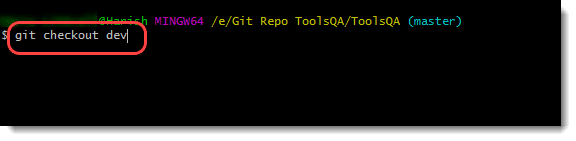 @Harish MINGW64 /e/Git Repo ToolsQA/ToolsQA (master)
$ git checkout dev